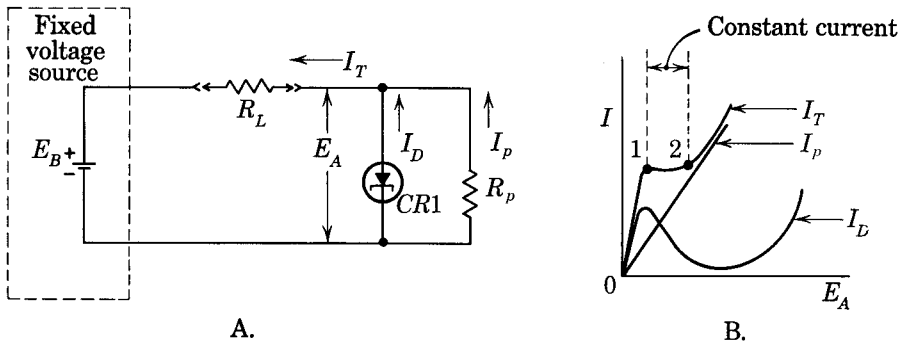 Fixed
voltage
source
E_B
+
-
R_L
I_T
E_A
I_D
CR1
I_p
R_p
A.
Constant current
I
1
2
I_T
I_p
I_D
0
E_A
B.